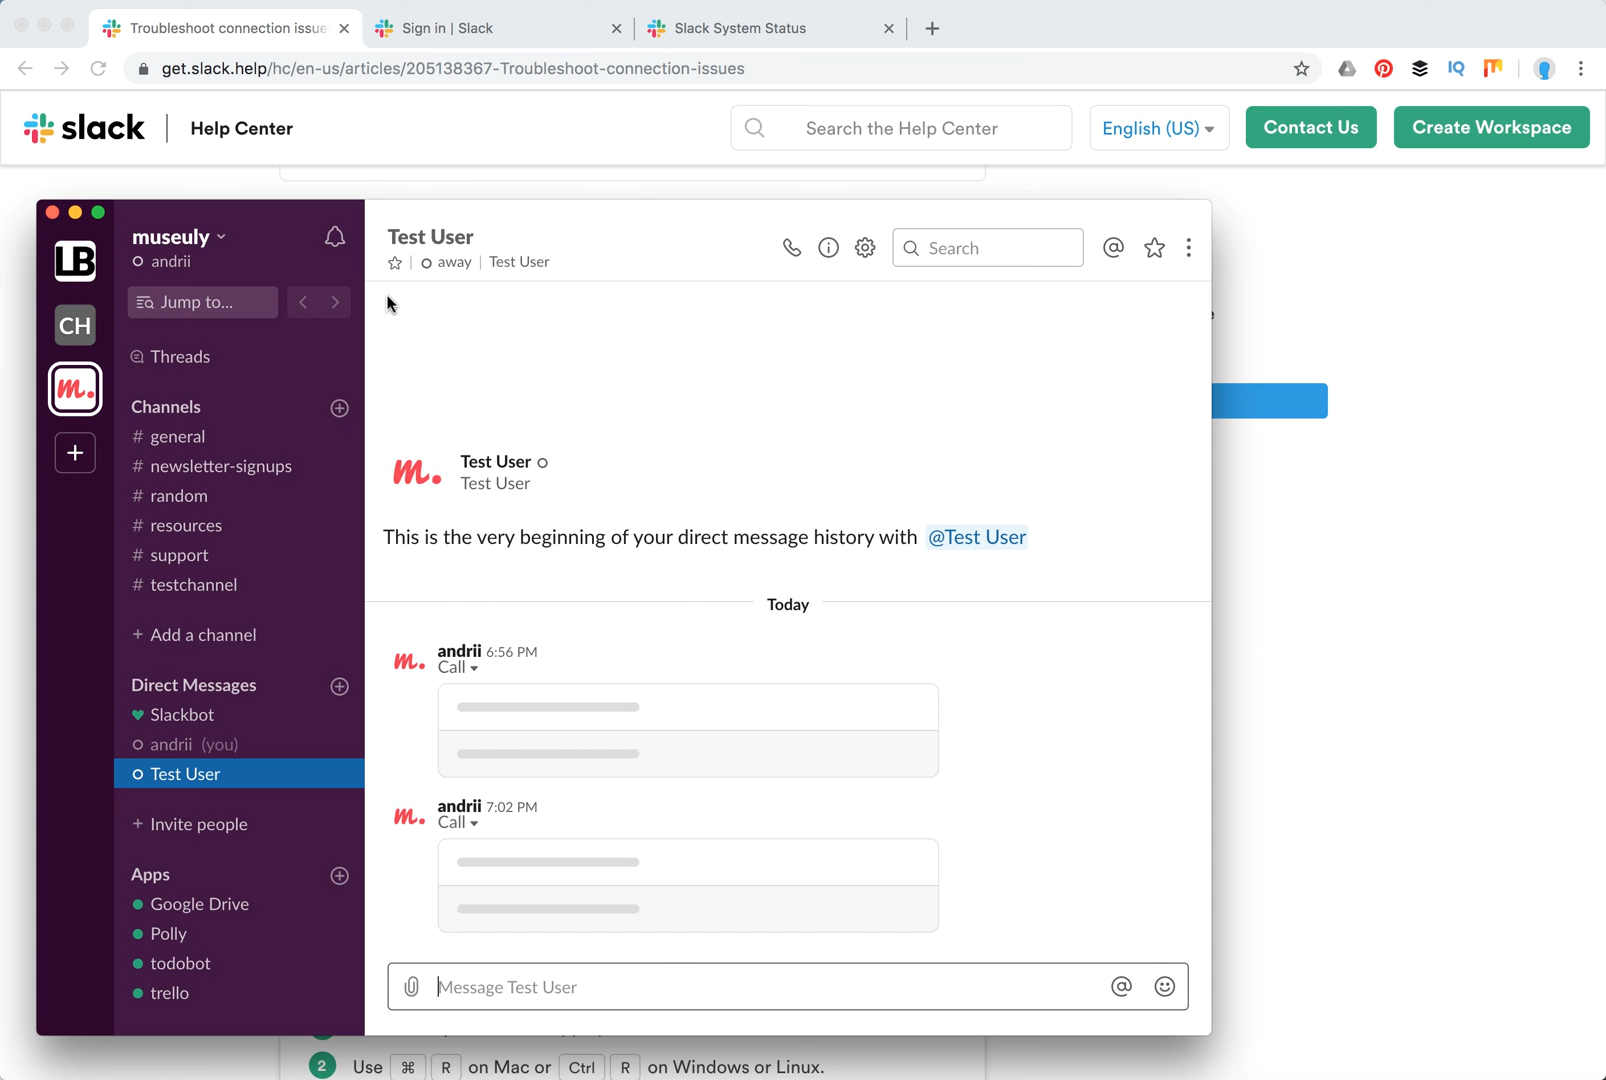 Troubleshoot connection issue
Sign in | Slack
Slack System Status
get.slack.help/hc/en-us/articles/205138367-Troubleshoot-connection-issues
IQ
slack
Help Center
Search the Help Center
English (US)
Contact Us
Create Workspace
museuly
andrii
LB
CH
m.
Jump to...
Threads
Channels
# general
# newsletter-signups
# random
# resources
# support
# testchannel
+ Add a channel
Direct Messages
Slackbot
andrii (you)
Test User
+ Invite people
Apps
Google Drive
Polly
todobot
trello
Test User
away | Test User
Search
m.
Test User
Test User
This is the very beginning of your direct message history with @Test User
Today
m.
andrii 6:56 PM
Call
m.
andrii 7:02 PM
Call
Message Test User
2 Use ⌘ R on Mac or Ctrl R on Windows or Linux.